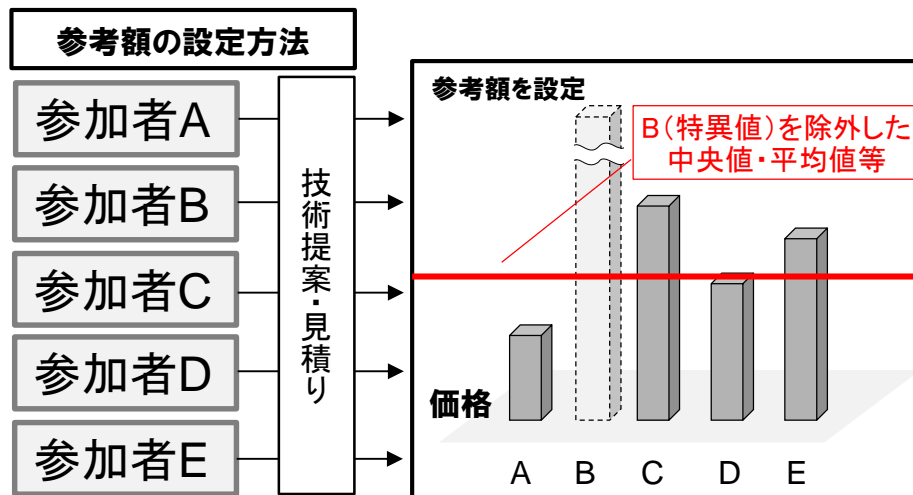 参考額の設定方法
参加者A
参加者B
参加者C
参加者D
参加者E
技術提案・見積り
参考額を設定
B（特異値）を除外した
中央値・平均値等
価格
A B C D E